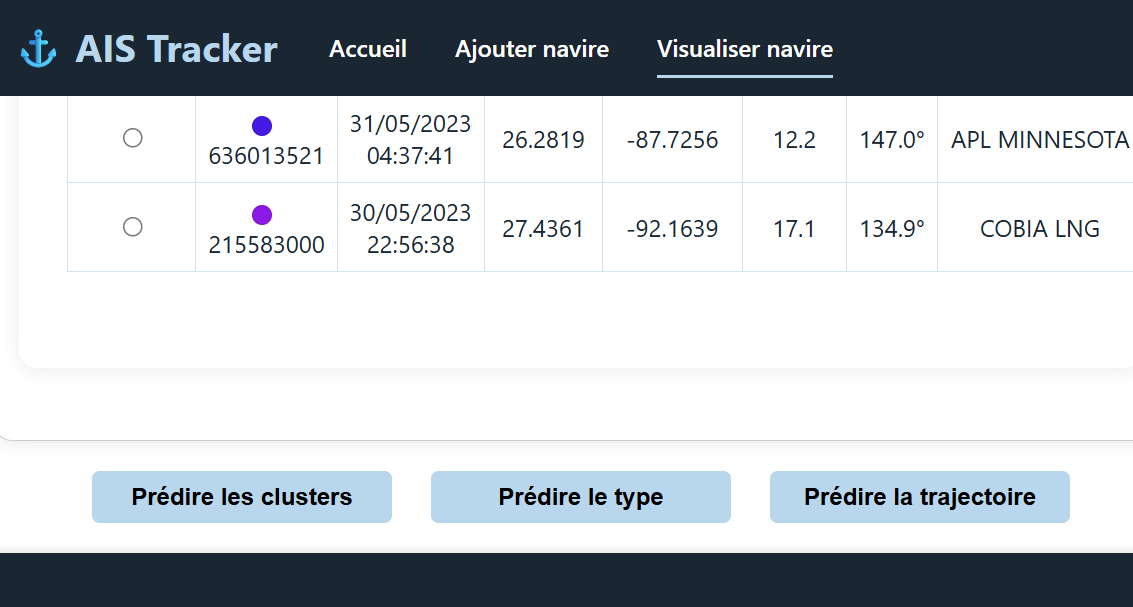 AIS Tracker Accueil Ajouter navire Visualiser navire
636013521 31/05/2023 04:37:41 26.2819 -87.7256 12.2 147.0° APL MINNESOTA
215583000 30/05/2023 22:56:38 27.4361 -92.1639 17.1 134.9° COBIA LNG
Prédire les clusters Prédire le type Prédire la trajectoire